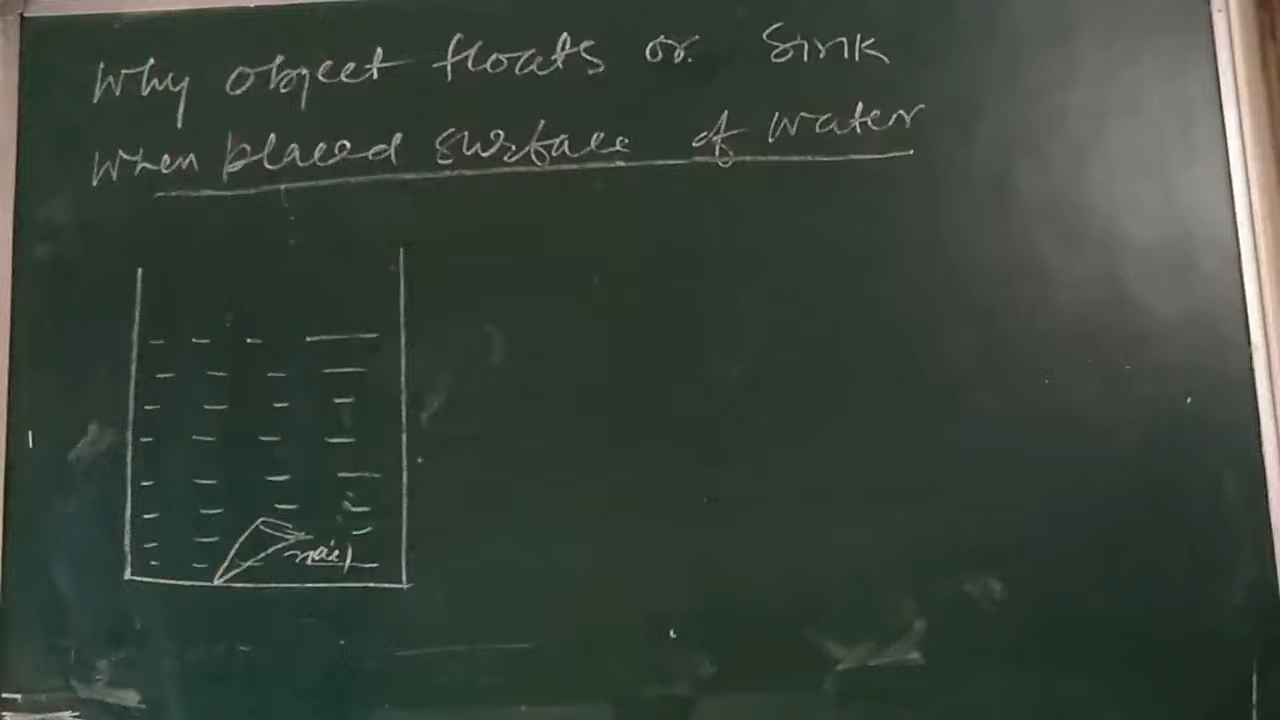 Why object floats or sink
When placed surface of water
nail